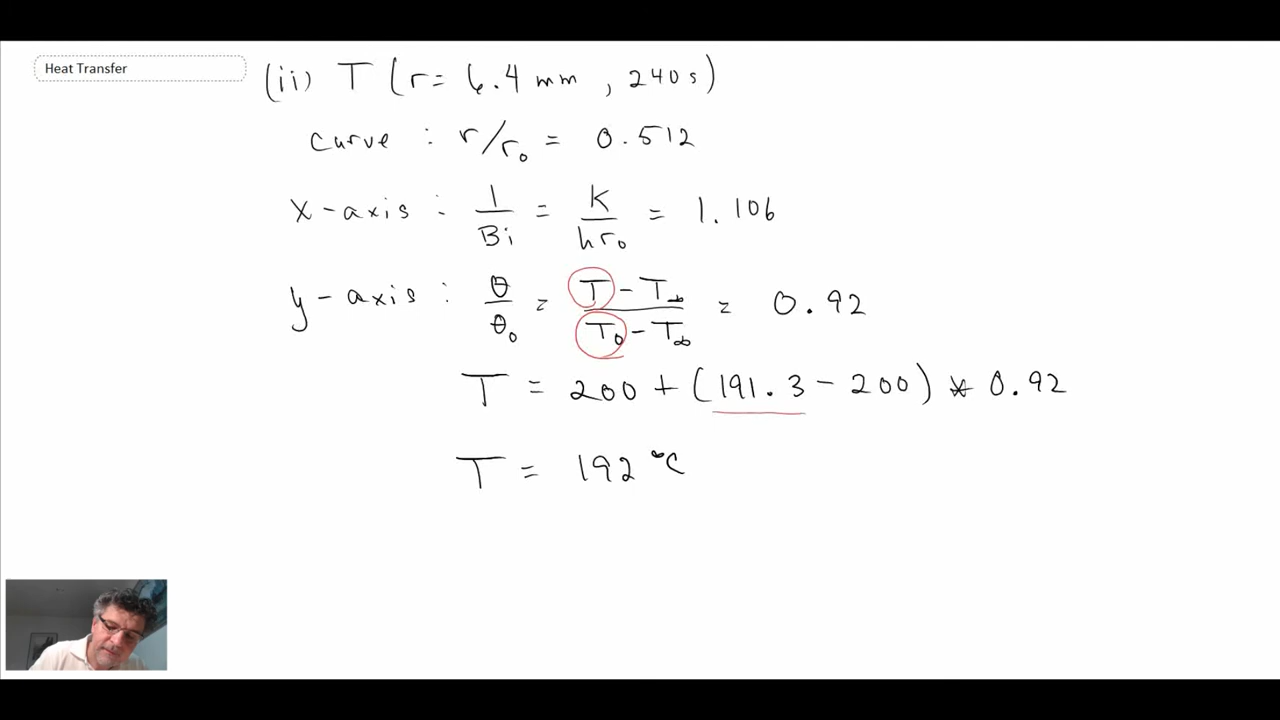 Heat Transfer
(ii) T (r = 6.4 mm , 240 s)
curve : r/r₀ = 0.512
x-axis : 1/Bi = k/hr₀ = 1.106
y-axis : θ/θ₀ = T - T∞ / T₀ - T∞ = 0.92
T = 200 + (191.3 - 200) * 0.92
T = 192 °C